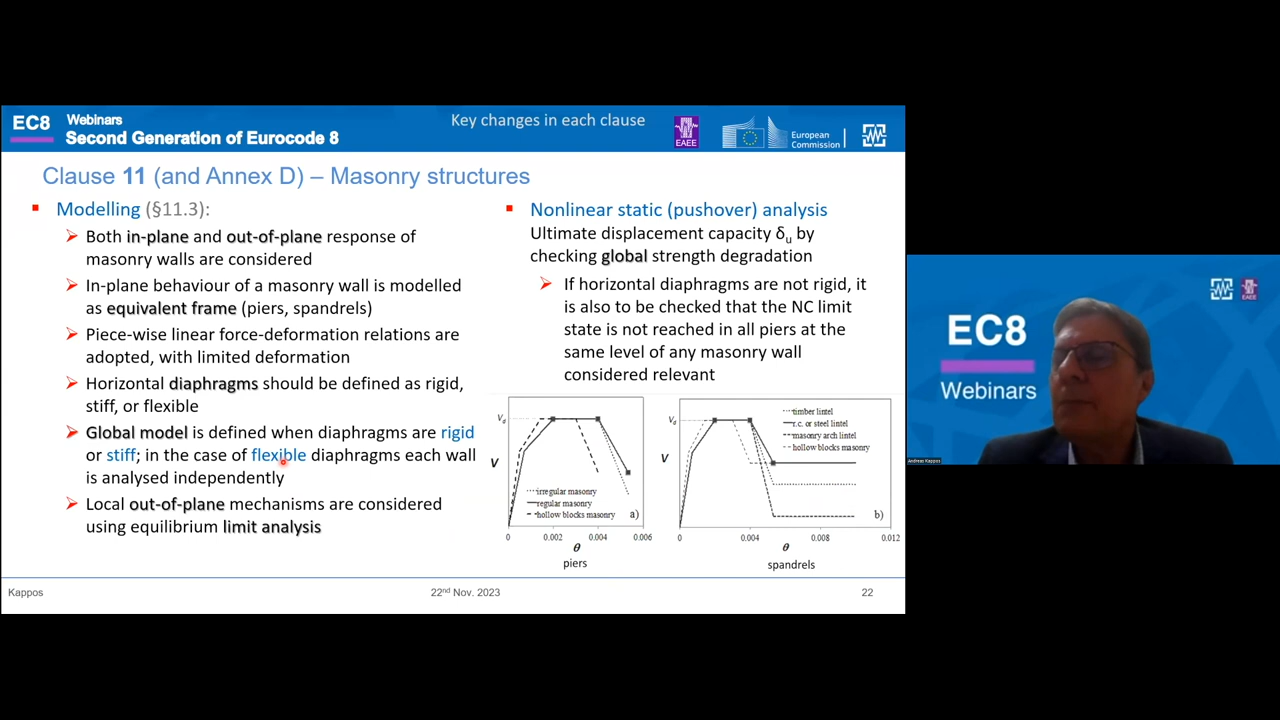 EC8
Webinars
Second Generation of Eurocode 8
Key changes in each clause
EAEE
European
Commission
Clause 11 (and Annex D) – Masonry structures
Modelling (§11.3):
Both in-plane and out-of-plane response of
masonry walls are considered
In-plane behaviour of a masonry wall is modelled
as equivalent frame (piers, spandrels)
Piece-wise linear force-deformation relations are
adopted, with limited deformation
Horizontal diaphragms should be defined as rigid,
stiff, or flexible
Global model is defined when diaphragms are rigid
or stiff; in the case of flexible diaphragms each wall
is analysed independently
Local out-of-plane mechanisms are considered
using equilibrium limit analysis
Nonlinear static (pushover) analysis
Ultimate displacement capacity δu by
checking global strength degradation
If horizontal diaphragms are not rigid, it
is also to be checked that the NC limit
state is not reached in all piers at the
same level of any masonry wall
considered relevant
Vd
V
irregular masonry
regular masonry
hollow blocks masonry
a)
0 0.002 0.004 0.006
θ
piers
Vd
V
timber lintel
r.c. or steel lintel
masonry arch lintel
hollow blocks masonry
b)
0 0.004 0.008 0.012
θ
spandrels
Kappos
22nd Nov. 2023
22
EC8
Webinars
EAEE
Andreas Kappos